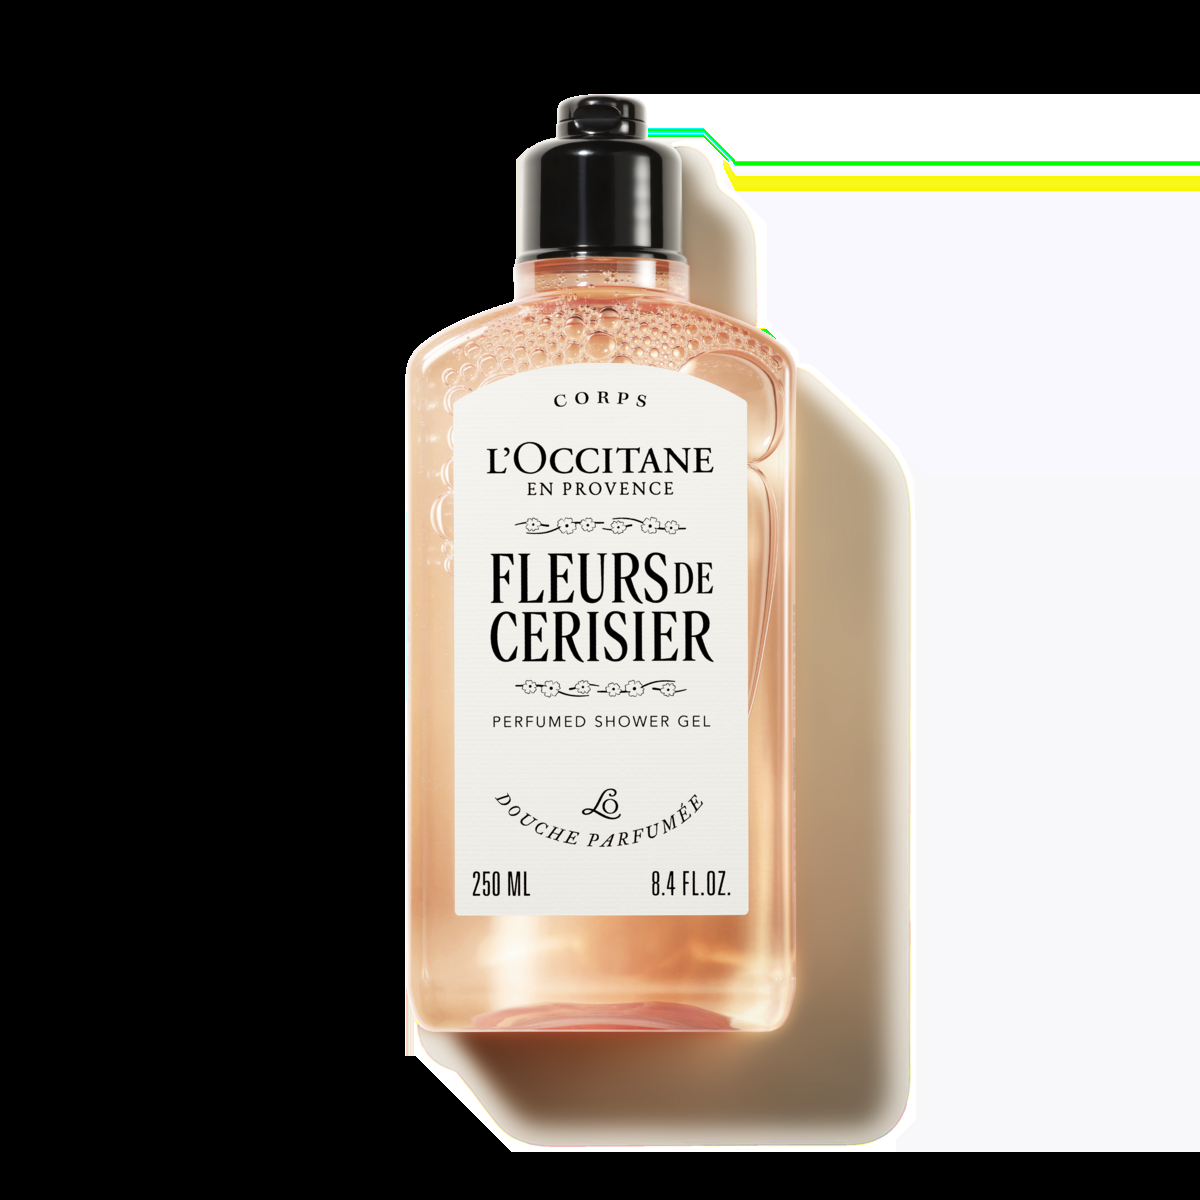 CORPS
L'OCCITANE
EN PROVENCE
FLEURS DE
CERISIER
PERFUMED SHOWER GEL
LO
DOUCHE PARFUMÉE
250 ML 8.4 FL.OZ.